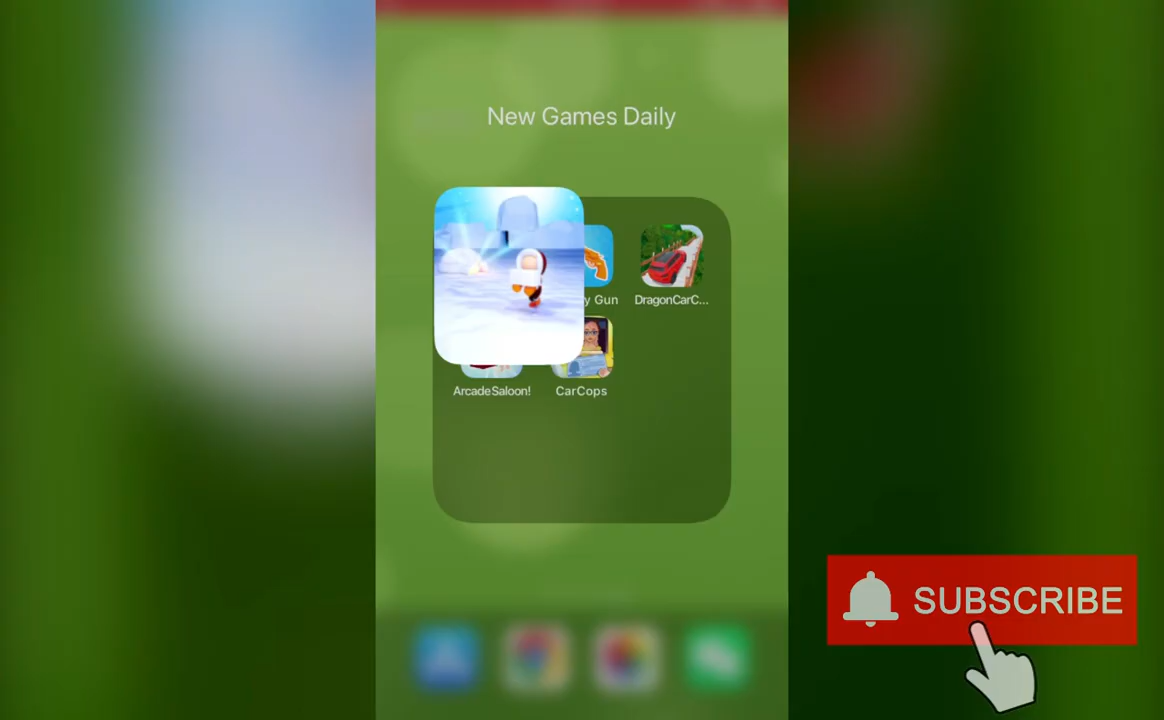 New Games Daily
y Gun
DragonCarC...
ArcadeSaloon!
CarCops
SUBSCRIBE